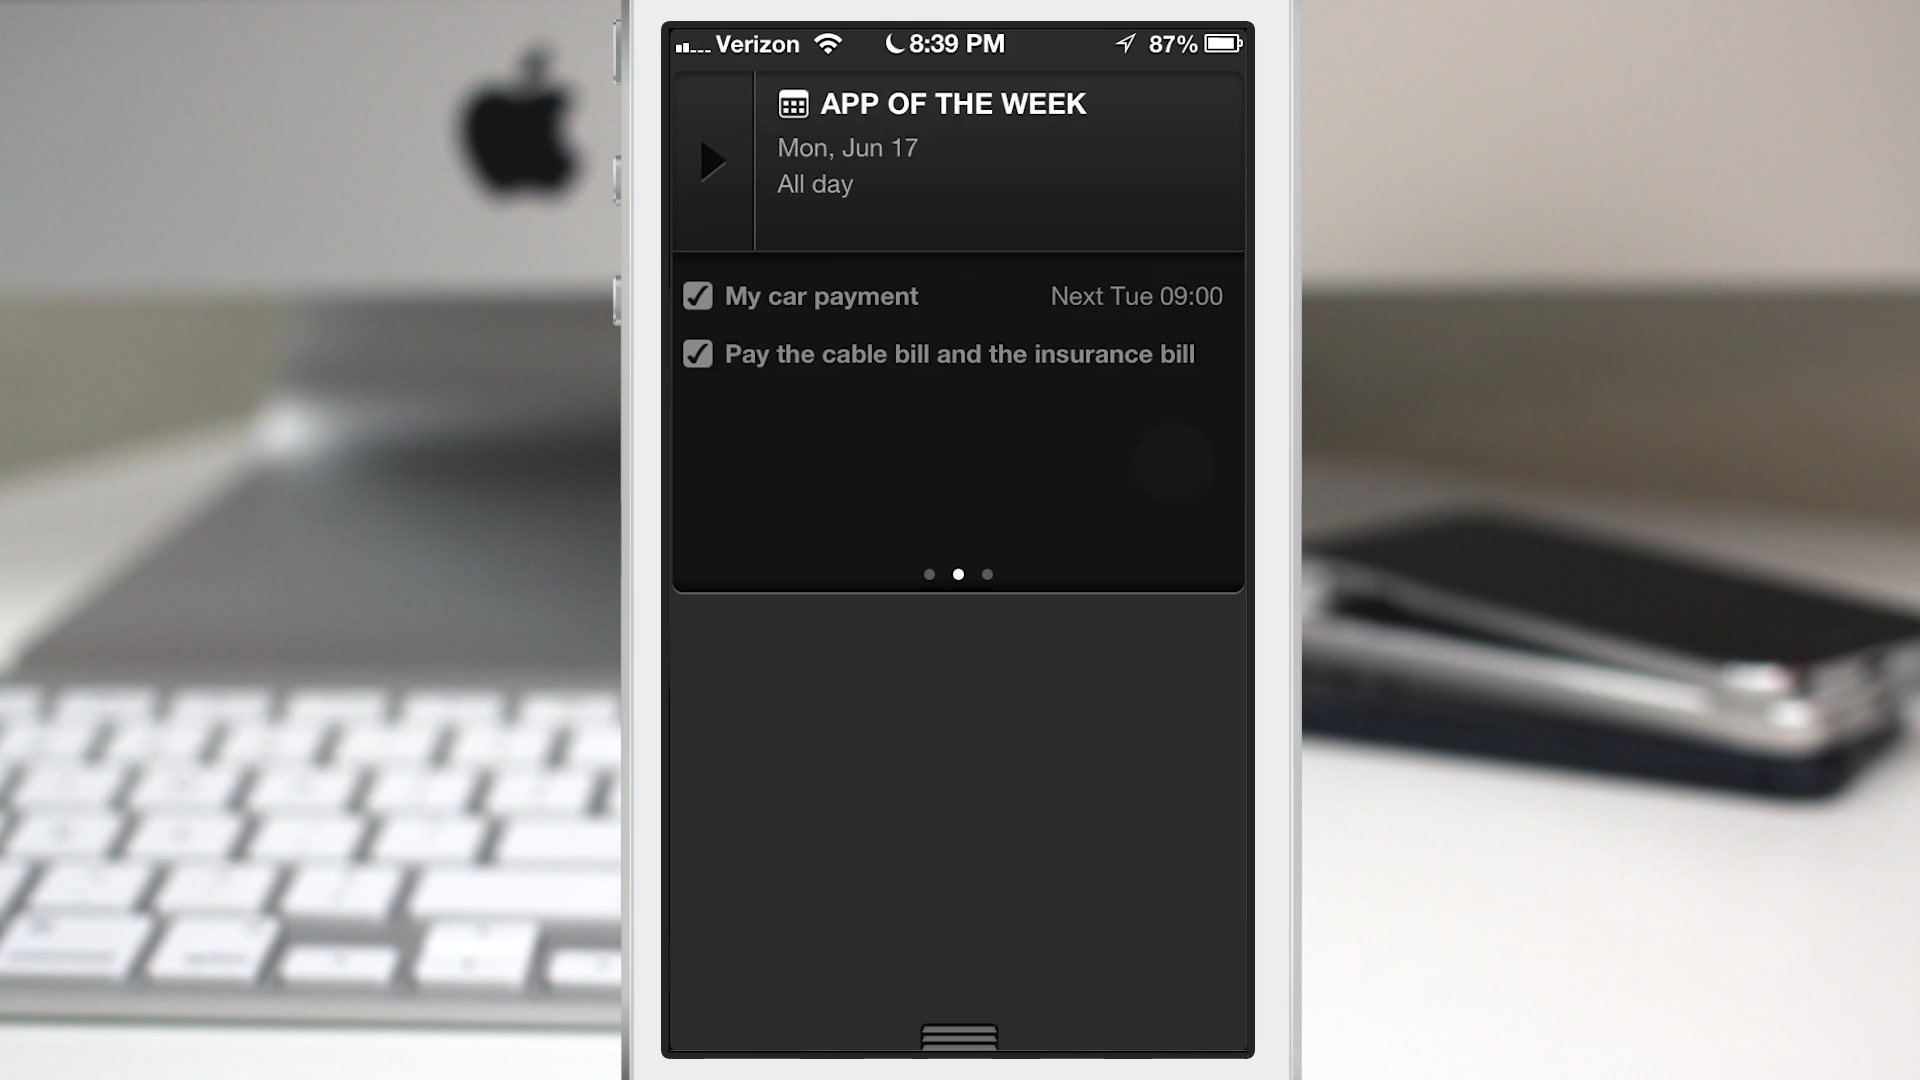 Verizon 8:39 PM 87%
APP OF THE WEEK
Mon, Jun 17
All day
My car payment Next Tue 09:00
Pay the cable bill and the insurance bill